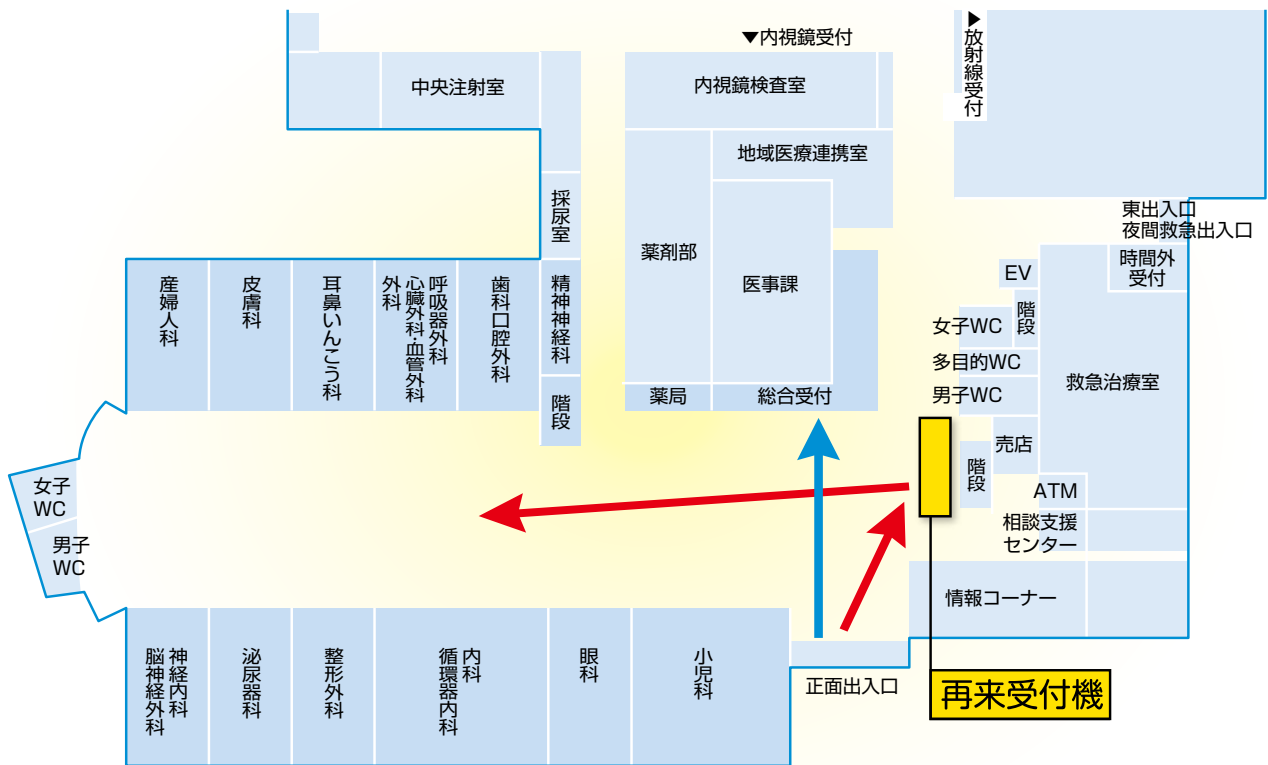 ▼内視鏡受付
▶放射線受付
中央注射室
内視鏡検査室
地域医療連携室
採尿室
薬剤部
医事課
東出入口
夜間救急出入口
時間外
受付
EV
階段
女子WC
多目的WC
男子WC
救急治療室
産婦人科
皮膚科
耳鼻いんこう科
呼吸器外科
心臓外科・血管外科
外科
歯科口腔外科
精神神経科
階段
薬局
総合受付
売店
階段
ATM
相談支援
センター
女子
WC
男子
WC
情報コーナー
神経内科
脳神経外科
泌尿器科
整形外科
内科
循環器内科
眼科
小児科
正面出入口
再来受付機